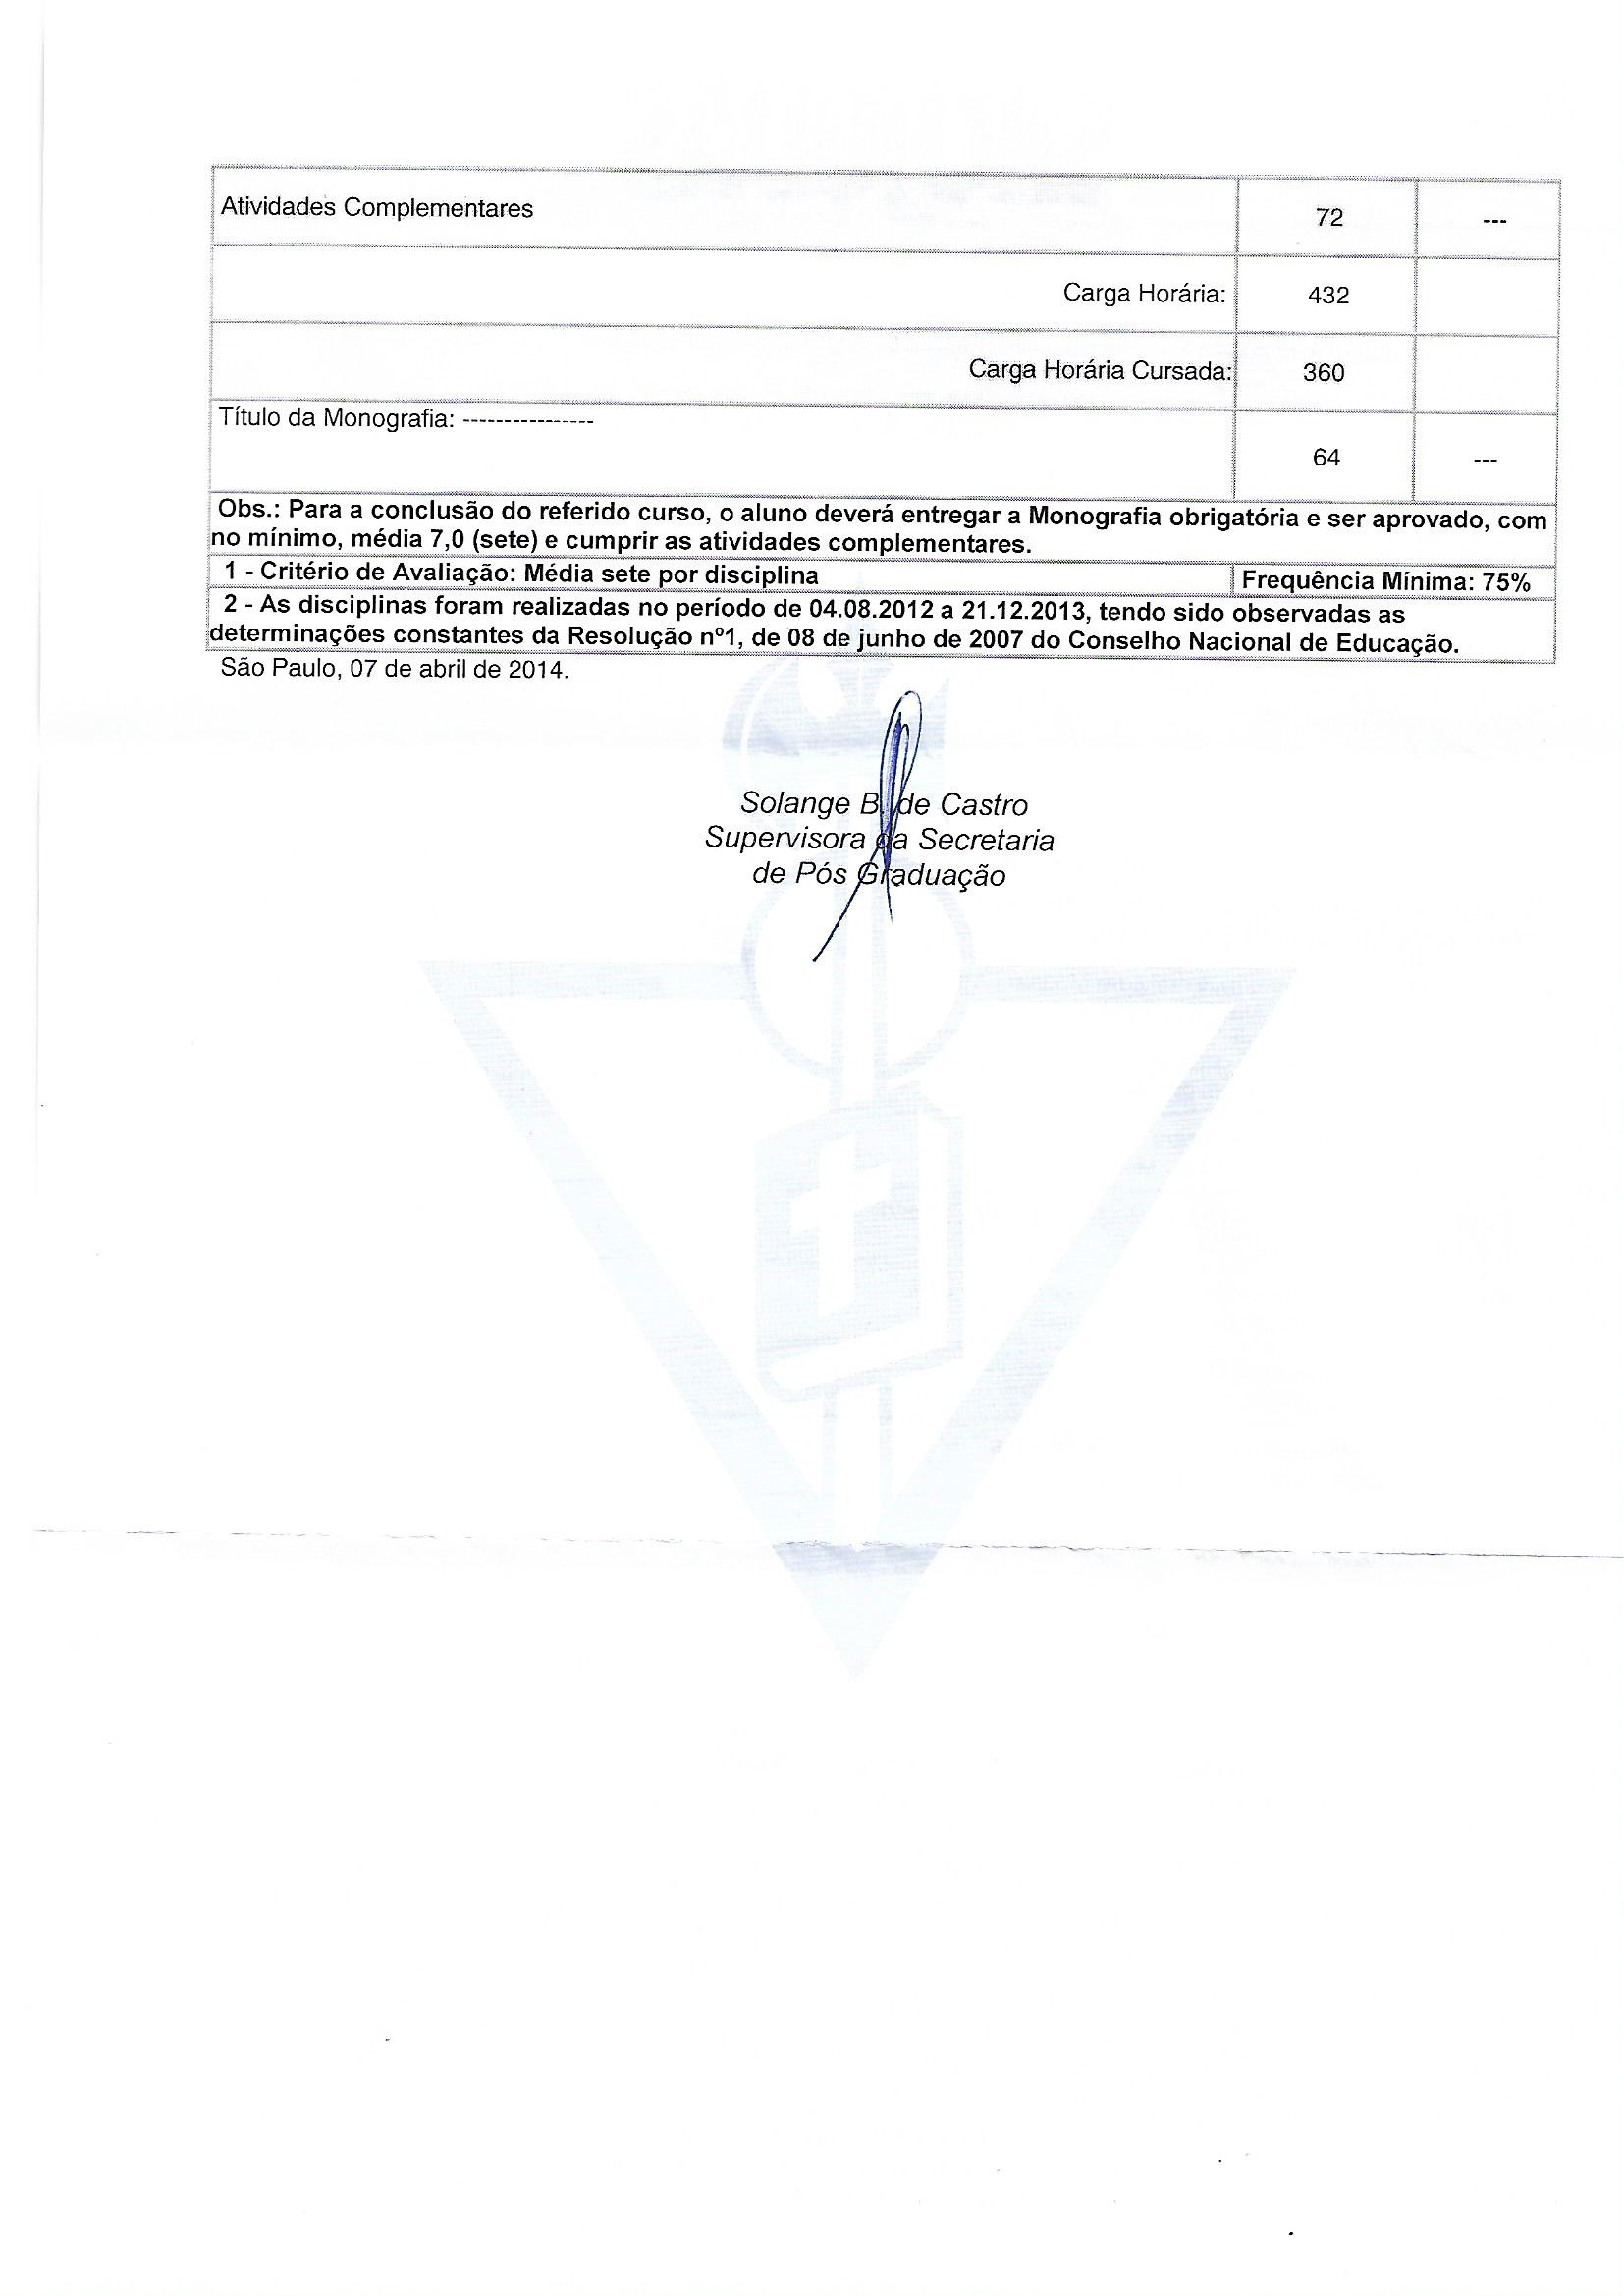 Atividades Complementares 72 ---
Carga Horária: 432
Carga Horária Cursada: 360
Título da Monografia: ----------------
64 ---
Obs.: Para a conclusão do referido curso, o aluno deverá entregar a Monografia obrigatória e ser aprovado, com
no mínimo, média 7,0 (sete) e cumprir as atividades complementares.
1 - Critério de Avaliação: Média sete por disciplina Frequência Mínima: 75%
2 - As disciplinas foram realizadas no período de 04.08.2012 a 21.12.2013, tendo sido observadas as
determinações constantes da Resolução nº1, de 08 de junho de 2007 do Conselho Nacional de Educação.
São Paulo, 07 de abril de 2014.
Solange B. de Castro
Supervisora da Secretaria
de Pós Graduação